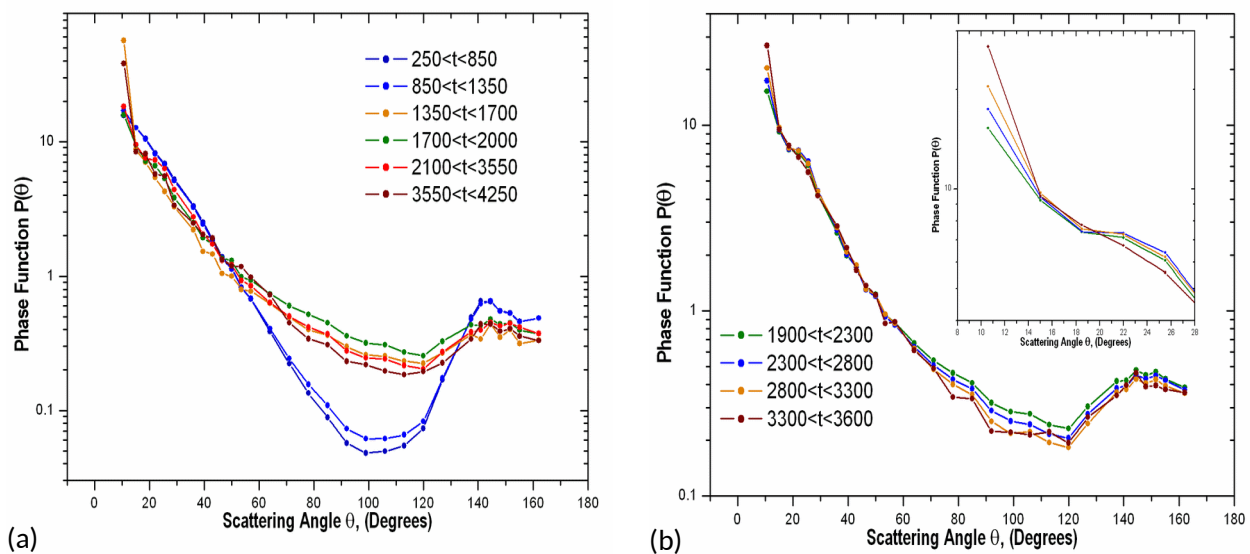 Phase Function P(θ)
10
1
0.1
250<t<850
850<t<1350
1350<t<1700
1700<t<2000
2100<t<3550
3550<t<4250
0 20 40 60 80 100 120 140 160 180
Scattering Angle θ, (Degrees)
(a)
Phase Function P(θ)
10
1
0.1
1900<t<2300
2300<t<2800
2800<t<3300
3300<t<3600
0 20 40 60 80 100 120 140 160 180
Scattering Angle θ, (Degrees)
(b)
Phase Function P(θ)
10
8 10 12 14 16 18 20 22 24 26 28
Scattering Angle θ, (Degrees)